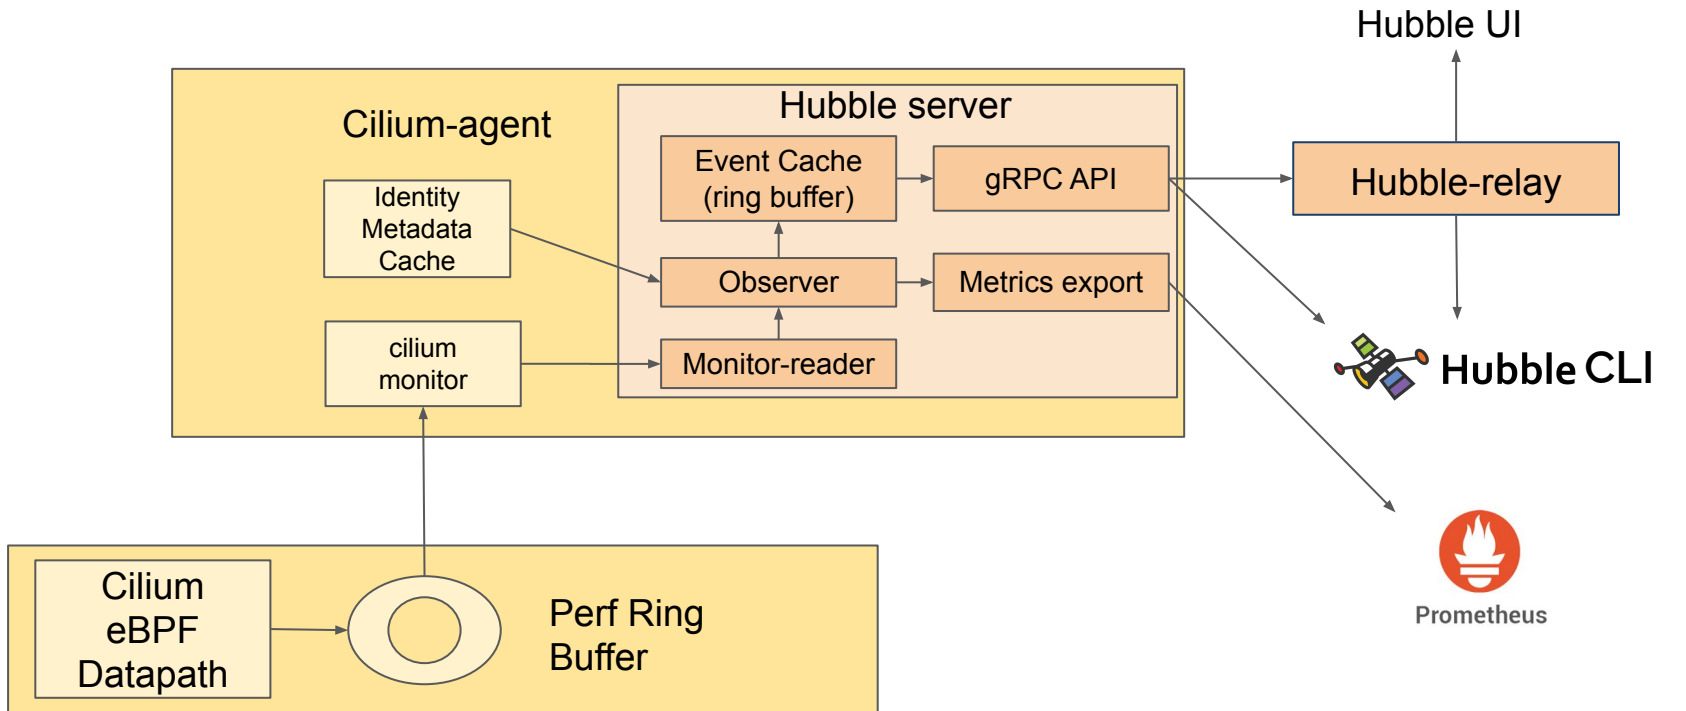 Hubble UI
Cilium-agent
Hubble server
Event Cache
(ring buffer)
gRPC API
Hubble-relay
Identity
Metadata
Cache
Observer
Metrics export
cilium
monitor
Monitor-reader
Hubble CLI
Cilium
eBPF
Datapath
Perf Ring
Buffer
Prometheus